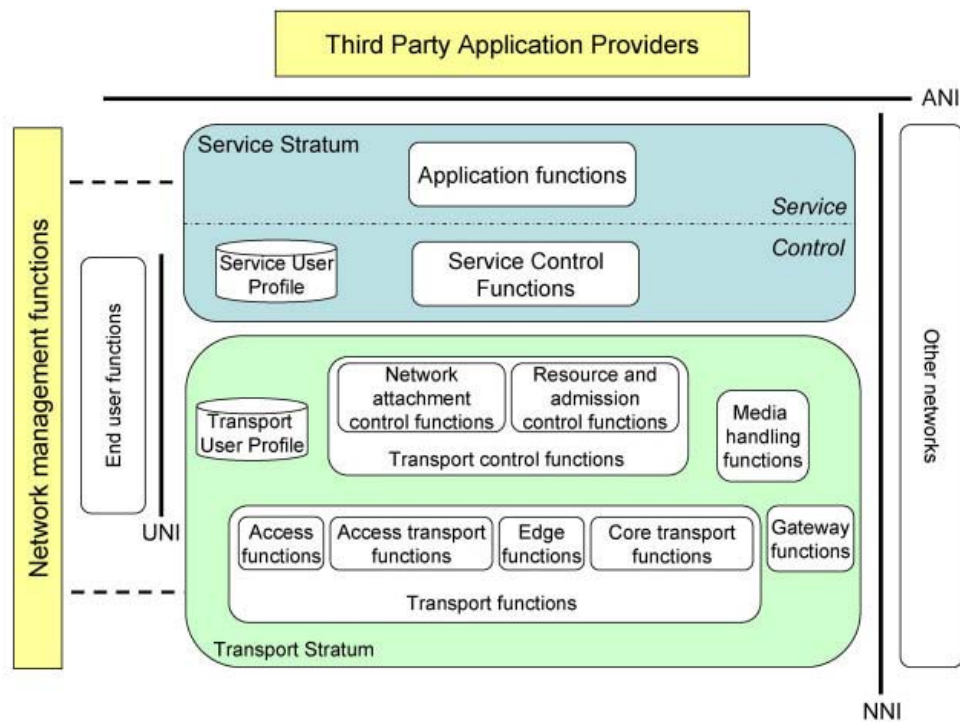 Third Party Application Providers
ANI
Network management functions
Service Stratum
Application functions
Service
Control
Service User
Profile
Service Control
Functions
End user functions
UNI
Other networks
Network
attachment
control functions
Resource and
admission
control functions
Transport control functions
Transport
User Profile
Media
handling
functions
Access
functions
Access transport
functions
Edge
functions
Core transport
functions
Transport functions
Gateway
functions
Transport Stratum
NNI